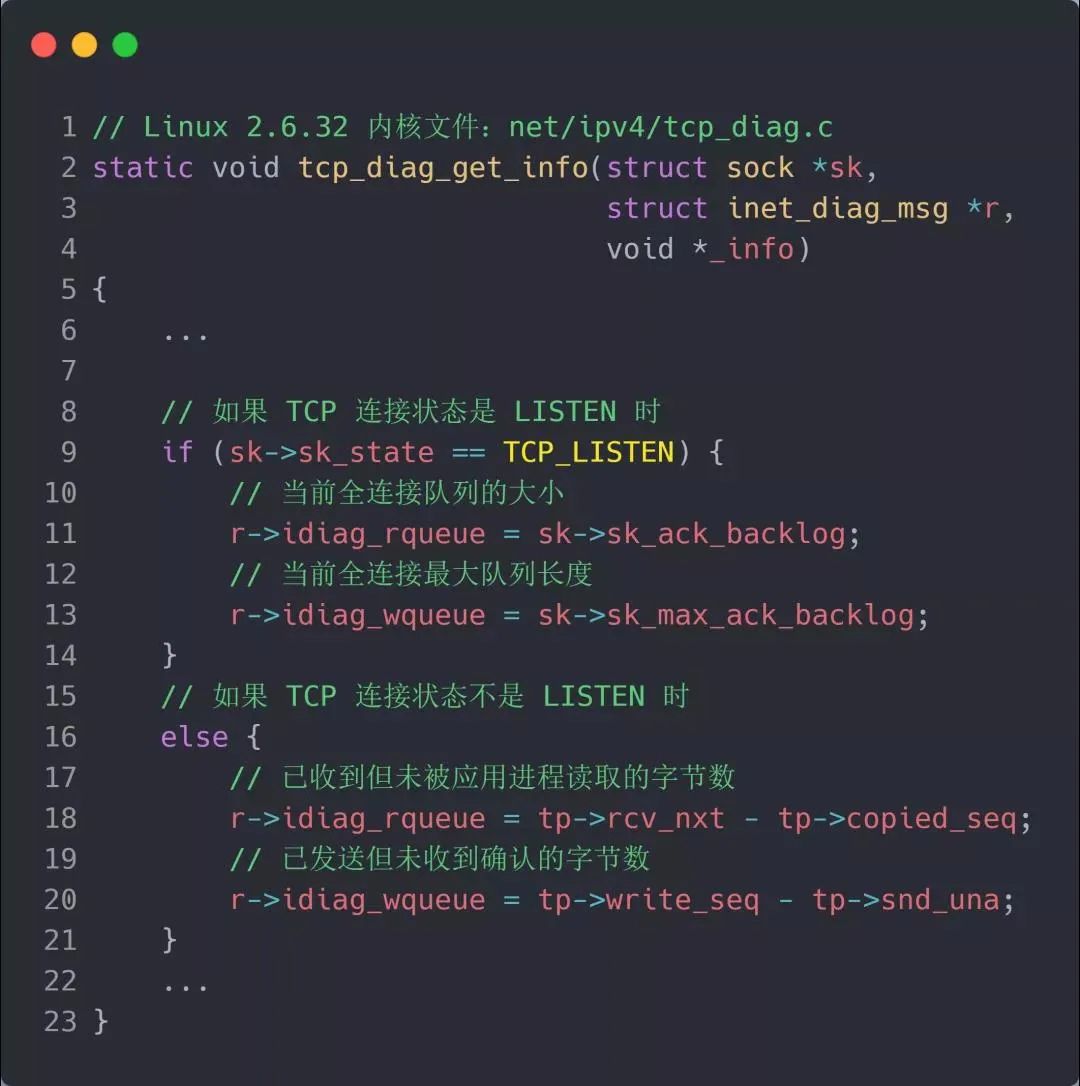 1 // Linux 2.6.32 内核文件：net/ipv4/tcp_diag.c
2 static void tcp_diag_get_info(struct sock *sk,
3                               struct inet_diag_msg *r,
4                               void *_info)
5 {
6     ...
7
8     // 如果 TCP 连接状态是 LISTEN 时
9     if (sk->sk_state == TCP_LISTEN) {
10         // 当前全连接队列的大小
11         r->idiag_rqueue = sk->sk_ack_backlog;
12         // 当前全连接最大队列长度
13         r->idiag_wqueue = sk->sk_max_ack_backlog;
14     }
15     // 如果 TCP 连接状态不是 LISTEN 时
16     else {
17         // 已收到但未被应用进程读取的字节数
18         r->idiag_rqueue = tp->rcv_nxt - tp->copied_seq;
19         // 已发送但未收到确认的字节数
20         r->idiag_wqueue = tp->write_seq - tp->snd_una;
21     }
22     ...
23 }